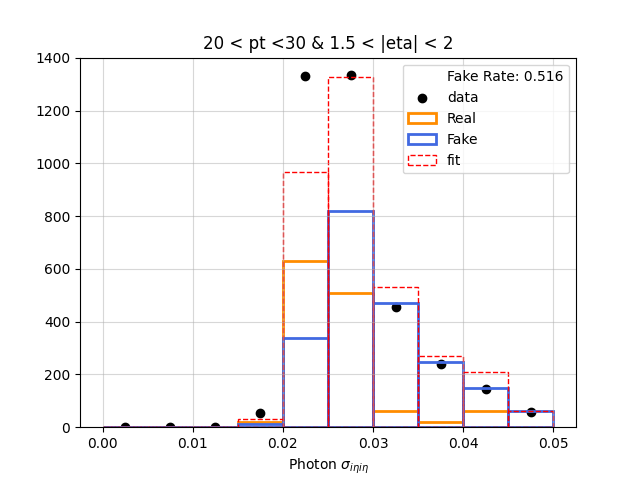 20 < pt <30 & 1.5 < |eta| < 2
1400
1200
1000
800
600
400
200
0
Fake Rate: 0.516
data
Real
Fake
fit
0.00 0.01 0.02 0.03 0.04 0.05
Photon σiηiη